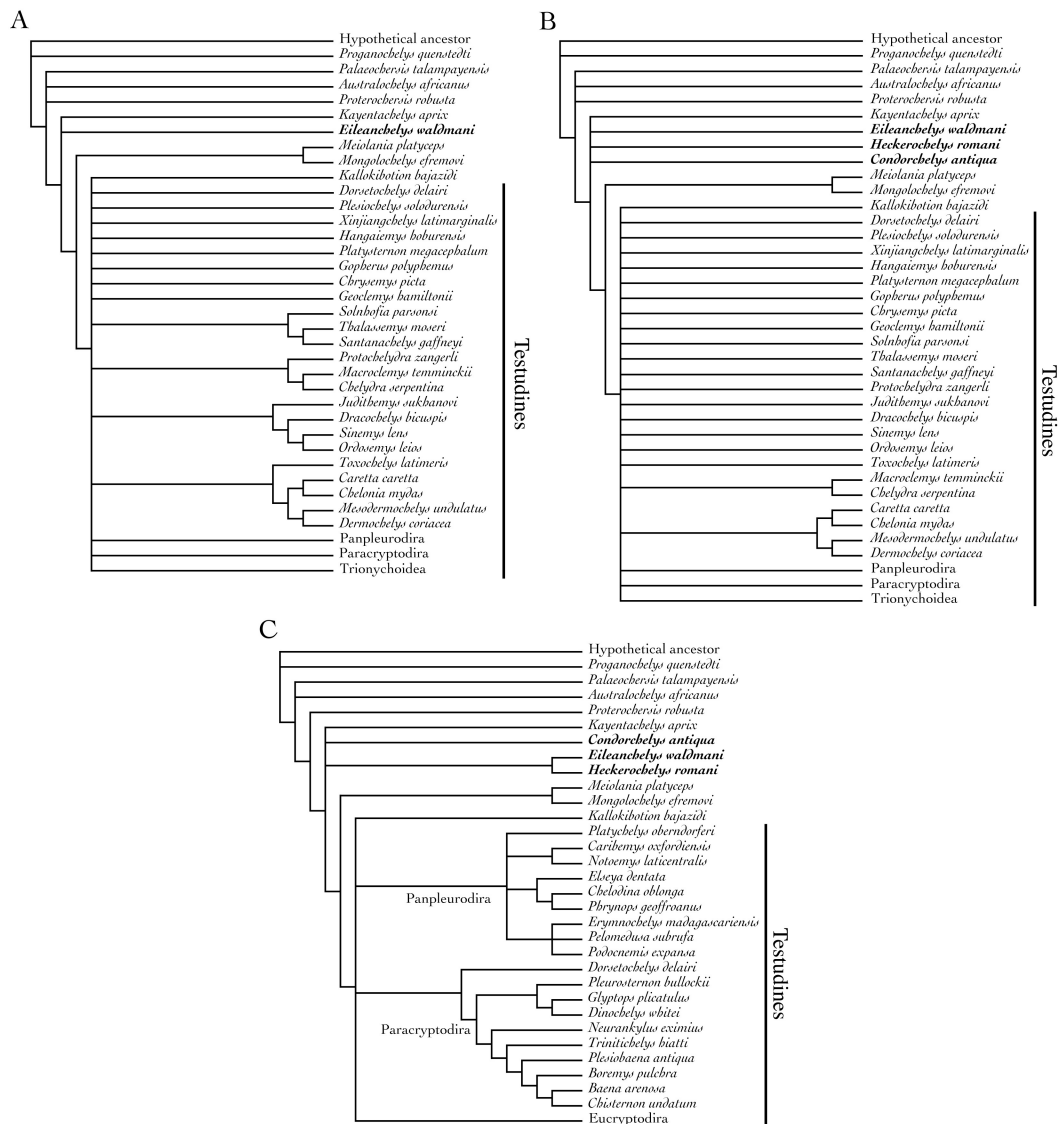 A
Hypothetical ancestor
Proganochelys quenstedti
Palaeochersis talampayensis
Australochelys africanus
Proterochersis robusta
Kayentachelys aprix
Eileanchelys waldmani
Meiolania platyceps
Mongolochelys efremovi
Kallokibotion bajazidi
Dorsetochelys delairi
Plesiochelys solodurensis
Xinjiangchelys latimarginalis
Hangaiemys hoburensis
Platysternon megacephalum
Gopherus polyphemus
Chrysemys picta
Geoclemys hamiltonii
Solnhofia parsonsi
Thalassemys moseri
Santanachelys gaffneyi
Protochelydra zangerli
Macroclemys temminckii
Chelydra serpentina
Judithemys sukhanovi
Dracochelys bicuspis
Sinemys lens
Ordosemys leios
Toxochelys latimeris
Caretta caretta
Chelonia mydas
Mesodermochelys undulatus
Dermochelys coriacea
Panpleurodira
Paracryptodira
Trionychoidea
Testudines
B
Hypothetical ancestor
Proganochelys quenstedti
Palaeochersis talampayensis
Australochelys africanus
Proterochersis robusta
Kayentachelys aprix
Eileanchelys waldmani
Heckerochelys romani
Condorchelys antiqua
Meiolania platyceps
Mongolochelys efremovi
Kallokibotion bajazidi
Dorsetochelys delairi
Plesiochelys solodurensis
Xinjiangchelys latimarginalis
Hangaiemys hoburensis
Platysternon megacephalum
Gopherus polyphemus
Chrysemys picta
Geoclemys hamiltonii
Solnhofia parsonsi
Thalassemys moseri
Santanachelys gaffneyi
Protochelydra zangerli
Judithemys sukhanovi
Dracochelys bicuspis
Sinemys lens
Ordosemys leios
Toxochelys latimeris
Macroclemys temminckii
Chelydra serpentina
Caretta caretta
Chelonia mydas
Mesodermochelys undulatus
Dermochelys coriacea
Panpleurodira
Paracryptodira
Trionychoidea
Testudines
C
Hypothetical ancestor
Proganochelys quenstedti
Palaeochersis talampayensis
Australochelys africanus
Proterochersis robusta
Kayentachelys aprix
Condorchelys antiqua
Eileanchelys waldmani
Heckerochelys romani
Meiolania platyceps
Mongolochelys efremovi
Kallokibotion bajazidi
Platychelys oberndorferi
Caribemys oxfordiensis
Notoemys laticentralis
Elseya dentata
Panpleurodira
Chelodina oblonga
Phrynops geoffroanus
Erymnochelys madagascariensis
Pelomedusa subrufa
Podocnemis expansa
Dorsetochelys delairi
Pleurosternon bullockii
Glyptops plicatulus
Dinochelys whitei
Paracryptodira
Neurankylus eximius
Trinitichelys hiatti
Plesiobaena antiqua
Boremys pulchra
Baena arenosa
Chisternon undatum
Eucryptodira
Testudines